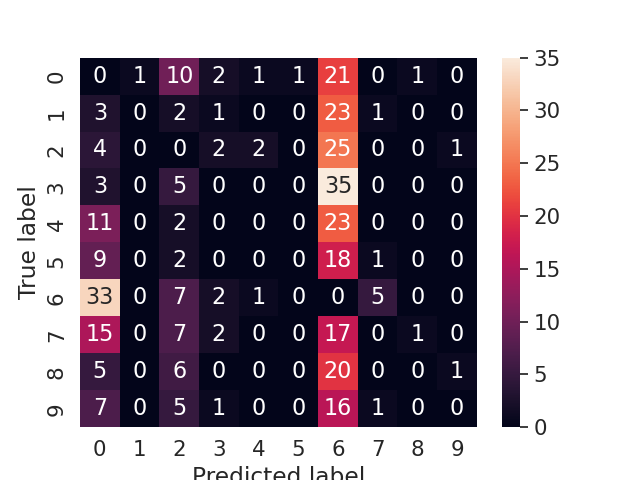 0 0 1 10 2 1 1 21 0 1 0
1 3 0 2 1 0 0 23 1 0 0
2 4 0 0 2 2 0 25 0 0 1
3 3 0 5 0 0 0 35 0 0 0
4 11 0 2 0 0 0 23 0 0 0
5 9 0 2 0 0 0 18 1 0 0
6 33 0 7 2 1 0 0 5 0 0
7 15 0 7 2 0 0 17 0 1 0
8 5 0 6 0 0 0 20 0 0 1
9 7 0 5 1 0 0 16 1 0 0
0 1 2 3 4 5 6 7 8 9
True label
Predicted label
35
30
25
20
15
10
5
0